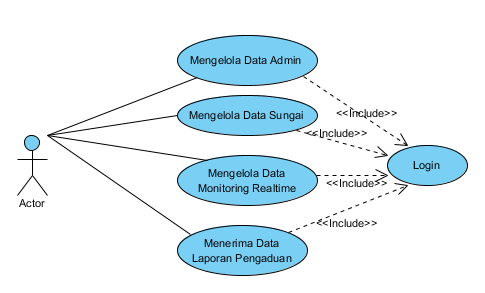 Mengelola Data Admin
<<Include>>
Mengelola Data Sungai
<<Include>>
Login
Mengelola Data
Monitoring Realtime
<<Include>>
Actor
<<Include>>
Menerima Data
Laporan Pengaduan